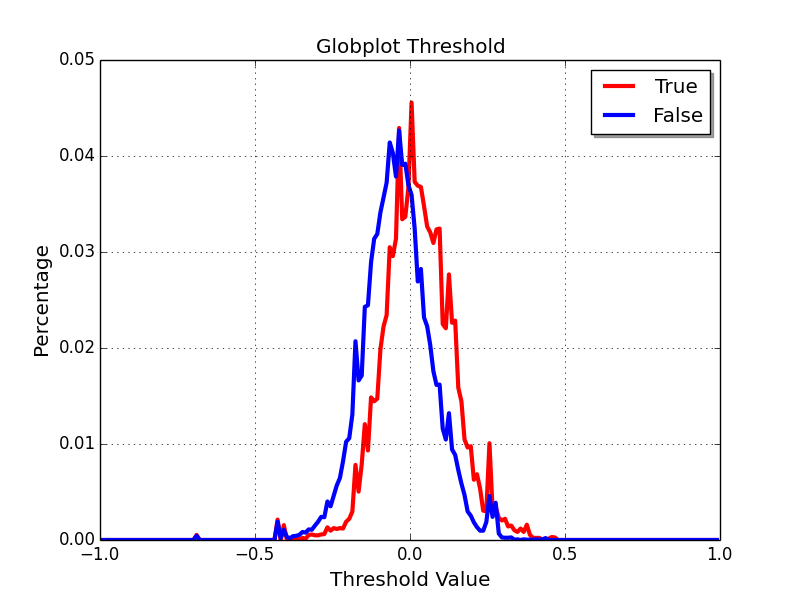 Globplot Threshold
0.05
True
False
0.04
0.03
Percentage
0.02
0.01
0.00
−1.0 −0.5 0.0 0.5 1.0
Threshold Value